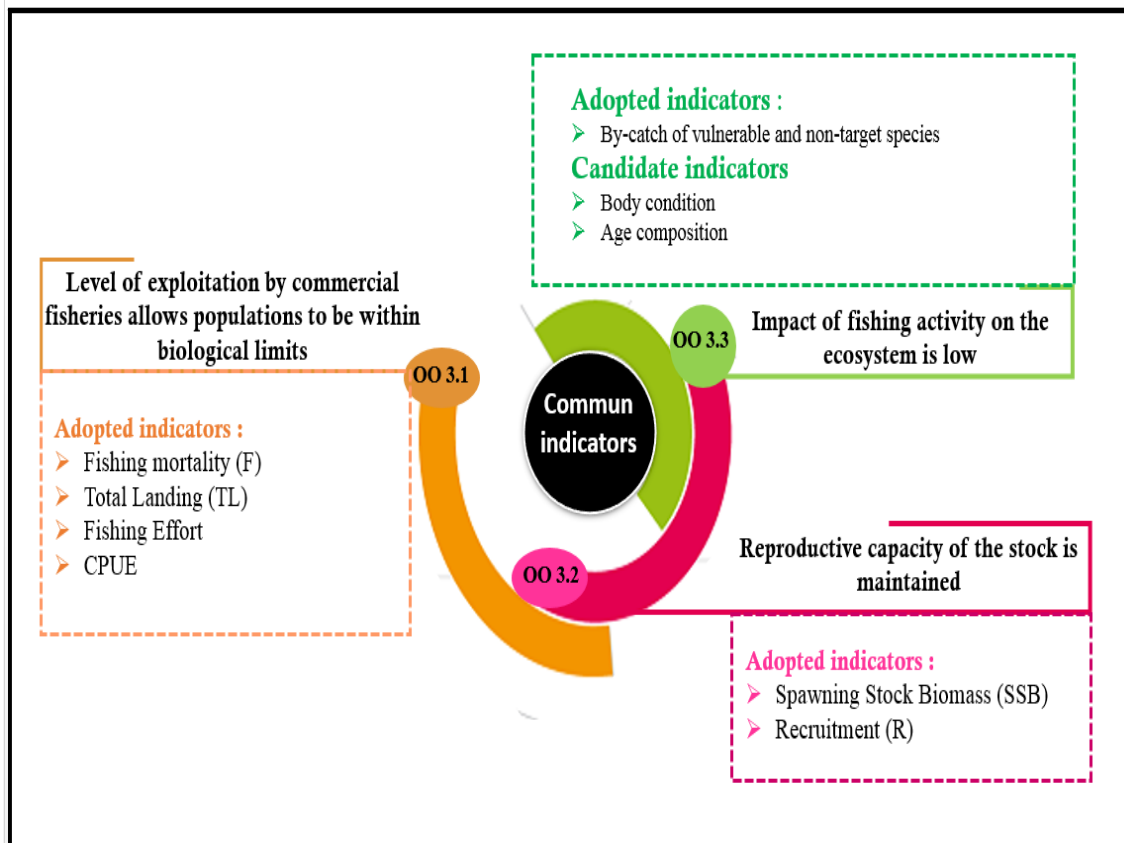 Adopted indicators :
➤ By-catch of vulnerable and non-target species
Candidate indicators
➤ Body condition
➤ Age composition
Level of exploitation by commercial
fisheries allows populations to be within
biological limits
OO 3.1
Adopted indicators :
➤ Fishing mortality (F)
➤ Total Landing (TL)
➤ Fishing Effort
➤ CPUE
Commun
indicators
OO 3.3
Impact of fishing activity on the
ecosystem is low
OO 3.2
Reproductive capacity of the stock is
maintained
Adopted indicators :
➤ Spawning Stock Biomass (SSB)
➤ Recruitment (R)